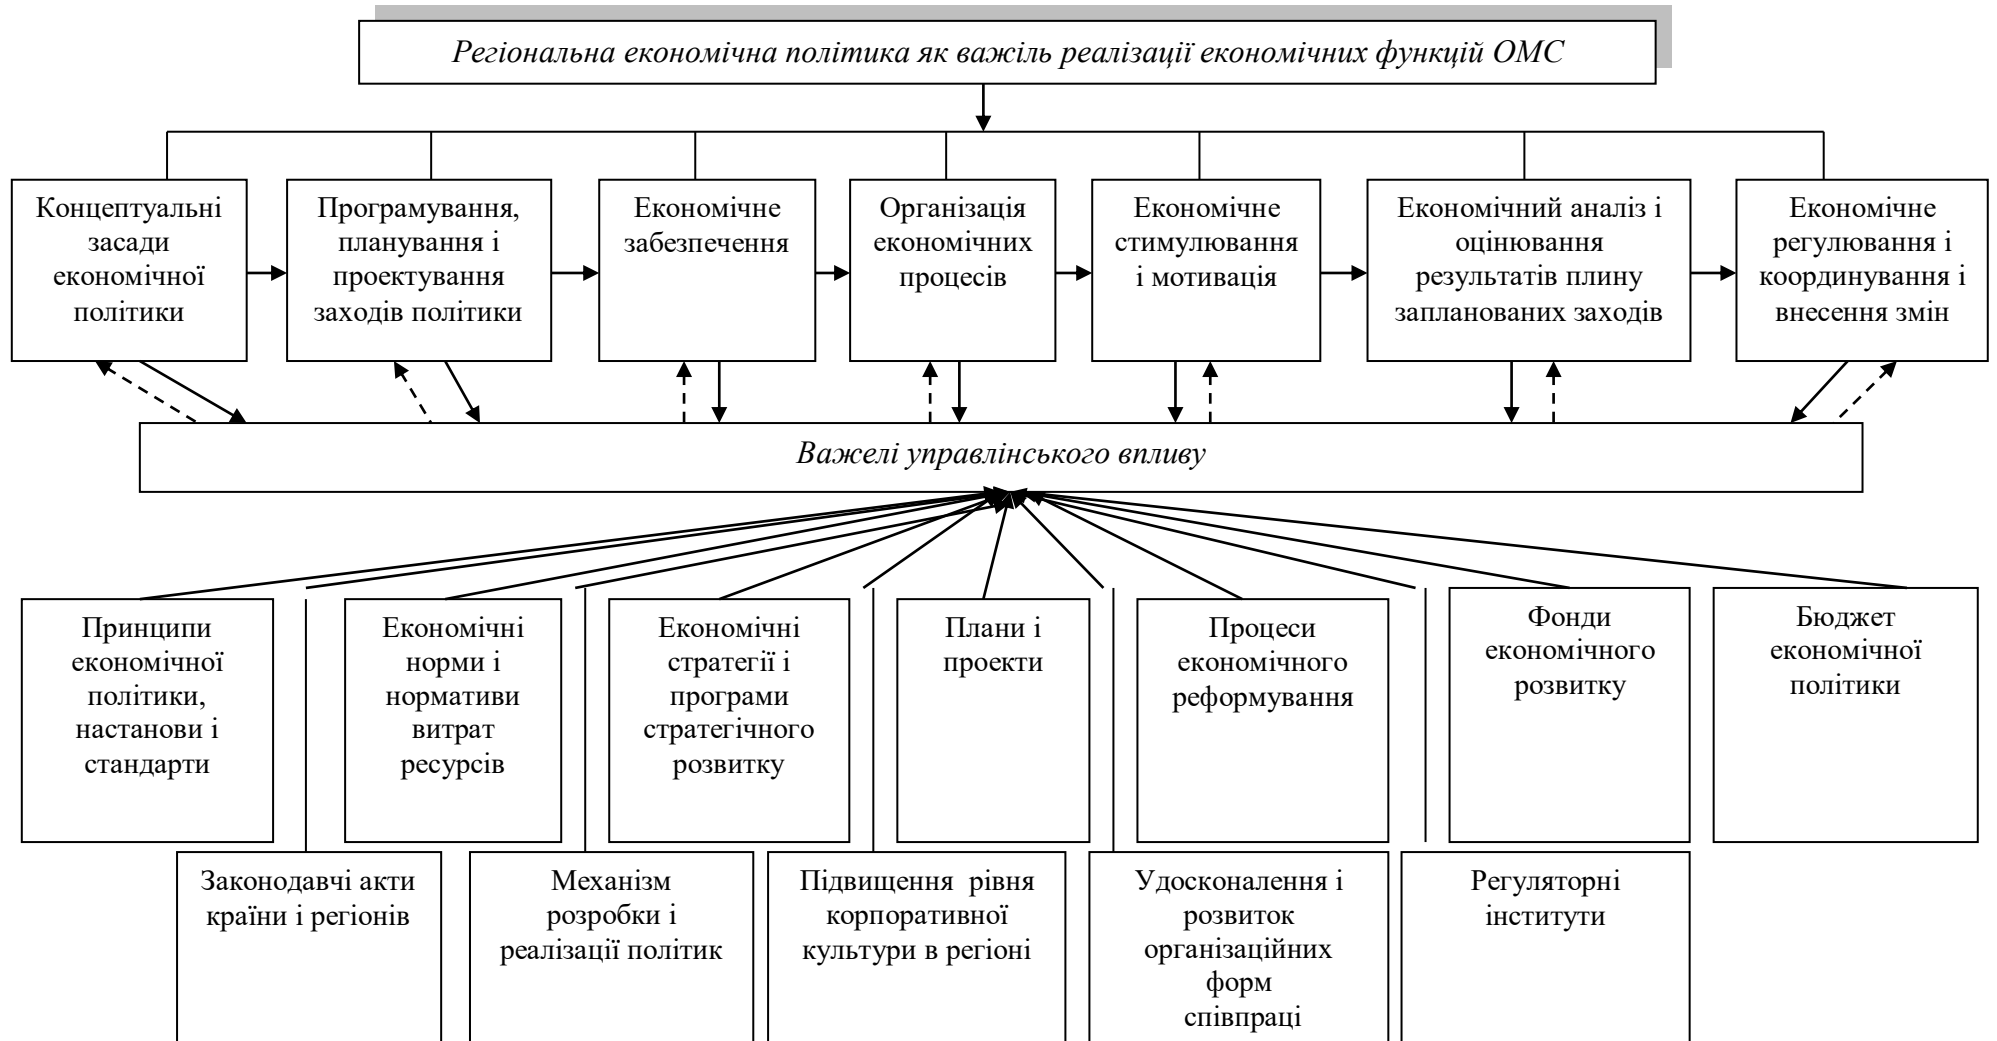 Регіональна економічна політика як важіль реалізації економічних функцій ОМС
Концептуальні
засади
економічної
політики
Програмування,
планування і
проектування
заходів політики
Економічне
забезпечення
Організація
економічних
процесів
Економічне
стимулювання
і мотивація
Економічний аналіз і
оцінювання
результатів плину
запланованих заходів
Економічне
регулювання і
координування і
внесення змін
Важелі управлінського впливу
Принципи
економічної
політики,
настанови і
стандарти
Економічні
норми і
нормативи
витрат
ресурсів
Економічні
стратегії і
програми
стратегічного
розвитку
Плани і
проекти
Процеси
економічного
реформування
Фонди
економічного
розвитку
Бюджет
економічної
політики
Законодавчі акти
країни і регіонів
Механізм
розробки і
реалізації політик
Підвищення рівня
корпоративної
культури в регіоні
Удосконалення і
розвиток
організаційних
форм
співпраці
Регуляторні
інститути